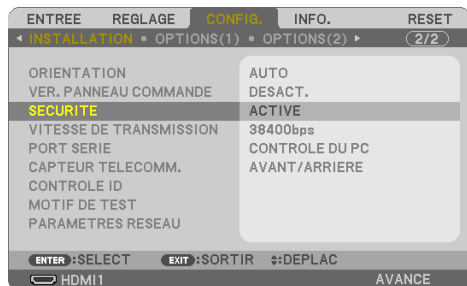 ENTREE REGLAGE CONFIG. INFO. RESET
◂ INSTALLATION • OPTIONS(1) • OPTIONS(2) ▸ 2/2
ORIENTATION AUTO
VER. PANNEAU COMMANDE DESACT.
SECURITE ACTIVE
VITESSE DE TRANSMISSION 38400bps
PORT SERIE CONTROLE DU PC
CAPTEUR TELECOMM. AVANT/ARRIERE
CONTROLE ID
MOTIF DE TEST
PARAMETRES RESEAU
ENTER :SELECT EXIT :SORTIR ♦:DEPLAC
HDMI1 AVANCE